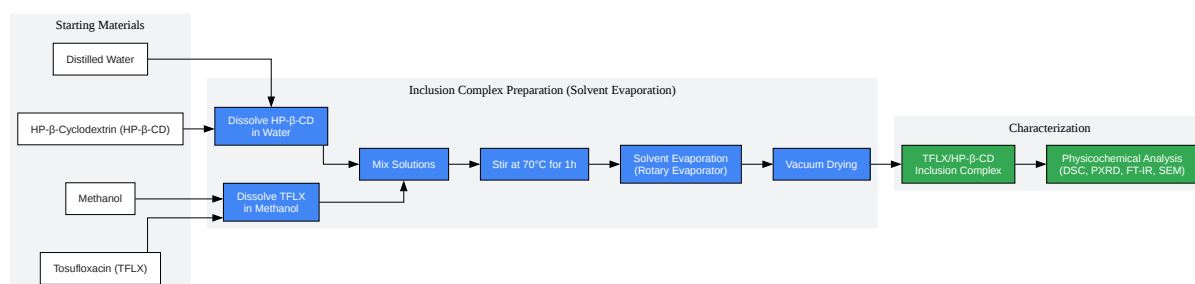 Starting Materials
Distilled Water
HP-β-Cyclodextrin (HP-β-CD)
Methanol
Tosufloxacin (TFLX)
Inclusion Complex Preparation (Solvent Evaporation)
Dissolve HP-β-CD
in Water
Dissolve TFLX
in Methanol
Mix Solutions
Stir at 70°C for 1h
Solvent Evaporation
(Rotary Evaporator)
Vacuum Drying
Characterization
TFLX/HP-β-CD
Inclusion Complex
Physicochemical Analysis
(DSC, PXRD, FT-IR, SEM)